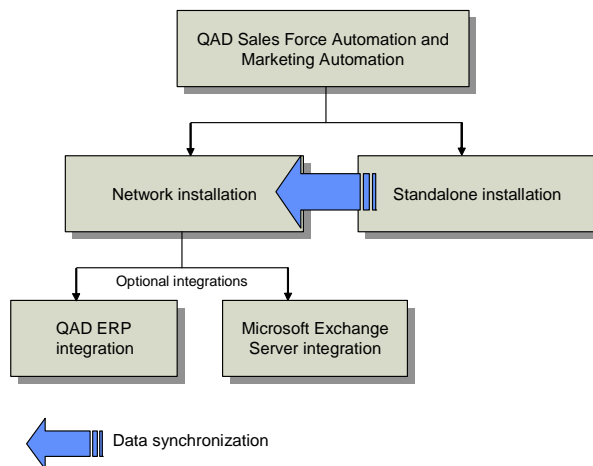 QAD Sales Force Automation and
Marketing Automation
Network installation
Standalone installation
Optional integrations
QAD ERP
integration
Microsoft Exchange
Server integration
Data synchronization